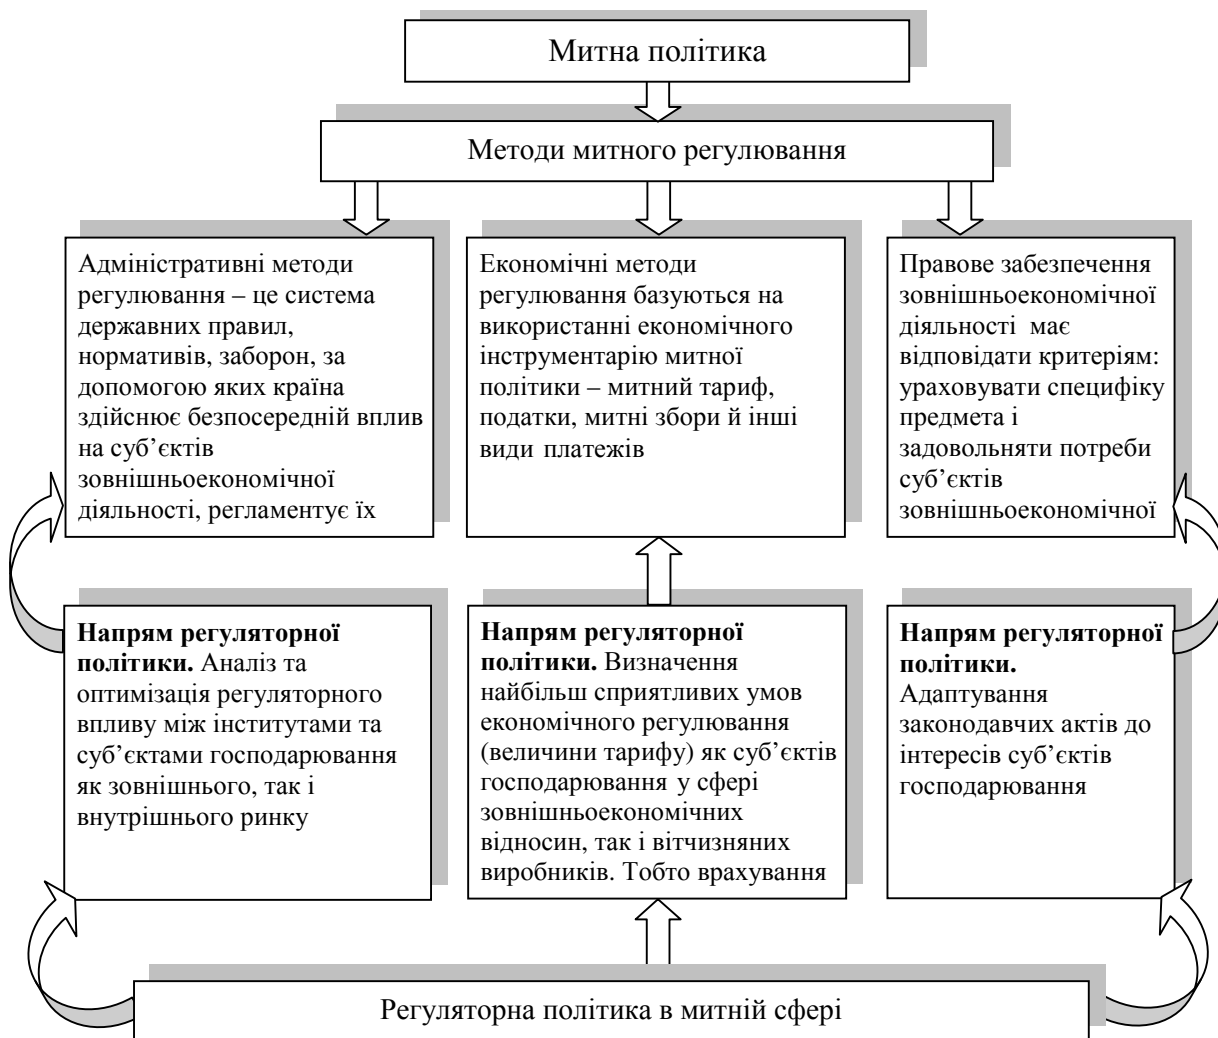 Митна політика
Методи митного регулювання
Адміністративні методи
регулювання – це система
державних правил,
нормативів, заборон, за
допомогою яких країна
здійснює безпосередній вплив
на суб’єктів
зовнішньоекономічної
діяльності, регламентує їх
Економічні методи
регулювання базуються на
використанні економічного
інструментарію митної
політики – митний тариф,
податки, митні збори й інші
види платежів
Правове забезпечення
зовнішньоекономічної
діяльності має
відповідати критеріям:
ураховувати специфіку
предмета і
задовольняти потреби
суб’єктів
зовнішньоекономічної
Напрям регуляторної
політики. Аналіз та
оптимізація регуляторного
впливу між інститутами та
суб’єктами господарювання
як зовнішнього, так і
внутрішнього ринку
Напрям регуляторної
політики. Визначення
найбільш сприятливих умов
економічного регулювання
(величини тарифу) як суб’єктів
господарювання у сфері
зовнішньоекономічних
відносин, так і вітчизняних
виробників. Тобто врахування
Напрям регуляторної
політики.
Адаптування
законодавчих актів до
інтересів суб’єктів
господарювання
Регуляторна політика в митній сфері